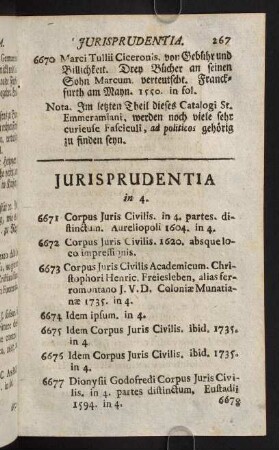 JURISPRUDENTIA. 267
6670 Marci Tullii Ciceronis. von Gebühr und
Billichkeit. Drey Bücher an seinen
Sohn Marcum. verteutscht. Franck-
furth am Mayn. 1550. in fol.
Nota. Im letzten Theil dieses Catalogi St.
Emmeramiani, werden noch viele sehr
curieuse Fasciculi, ad politicos gehörig
zu finden seyn.
JURISPRUDENTIA
in 4.
6671 Corpus Juris Civilis. in 4. partes. di-
stinctum. Aureliopoli 1604. in 4.
6672 Corpus Juris Civilis. 1620. absque lo-
co impressionis.
6673 Corpus Juris Civilis Academicum. Chri-
stophori Henric. Freiesleben, alias fer-
romontano J. V. D. Coloniæ Munatia-
næ 1735. in 4.
6674 Idem ipsum. in 4.
6675 Idem Corpus Juris Civilis. ibid. 1735.
in 4.
6676 Idem Corpus Juris Civilis. ibid. 1735.
in 4.
6677 Dionysii Godofredi Corpus Juris Civi-
lis. in 4. partes distinctum, Eustadii
1594. in 4.
6678